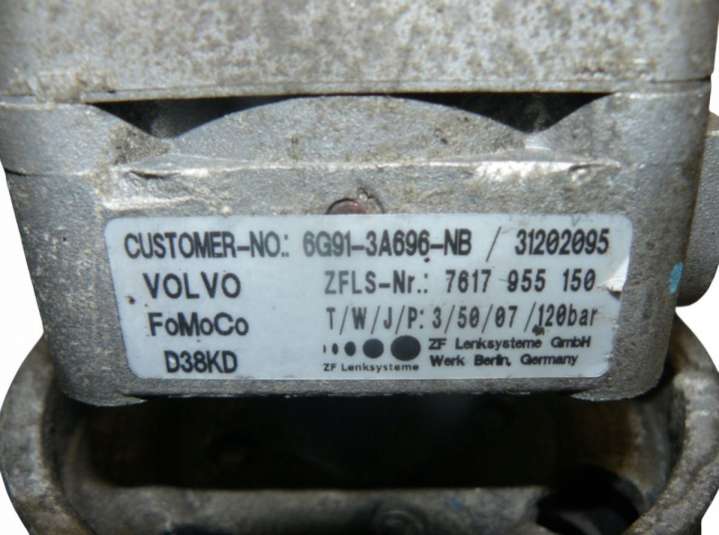 CUSTOMER-NO.: 6G91-3A696-NB / 31202095
VOLVO ZFLS-Nr.: 7617 955 150
FoMoCo T/W/J/P: 3/50/07 /120bar
D38KD ZF Lenksysteme ZF Lenksysteme GmbH
Werk Berlin, Germany